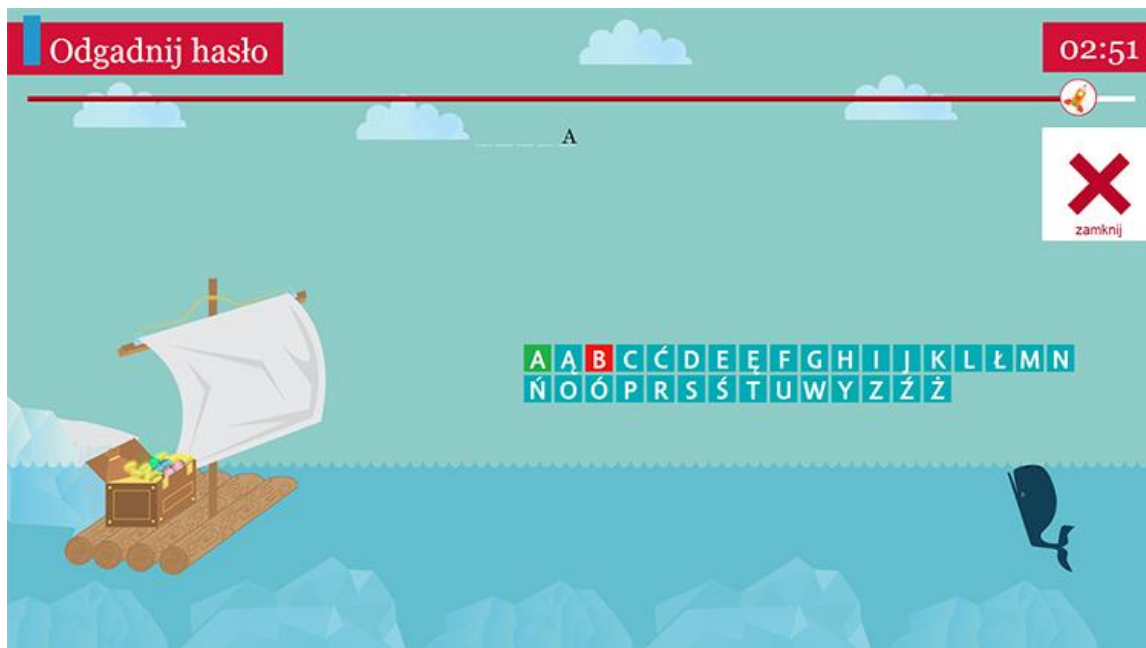 Odgadnij hasło
02:51
_ _ _ _ A
zamknij
A Ą B C Ć D E Ę F G H I J K L Ł M N
Ń O Ó P R S Ś T U W Y Z Ź Ż